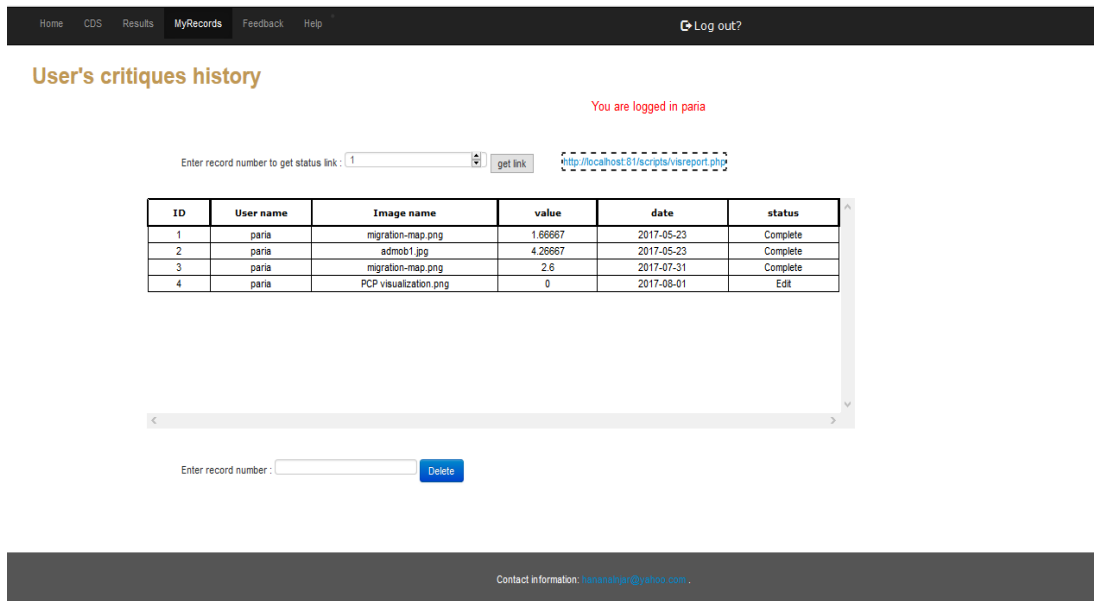 Home CDS Results MyRecords Feedback Help Log out?
User's critiques history
You are logged in paria
Enter record number to get status link : 1 get link http://localhost:81/scripts/visreport.php
ID User name Image name value date status
1 paria migration-map.png 1.66667 2017-05-23 Complete
2 paria admob1.jpg 4.26667 2017-05-23 Complete
3 paria migration-map.png 2.6 2017-07-31 Complete
4 paria PCP visualization.png 0 2017-08-01 Edit
Enter record number : Delete
Contact information: .